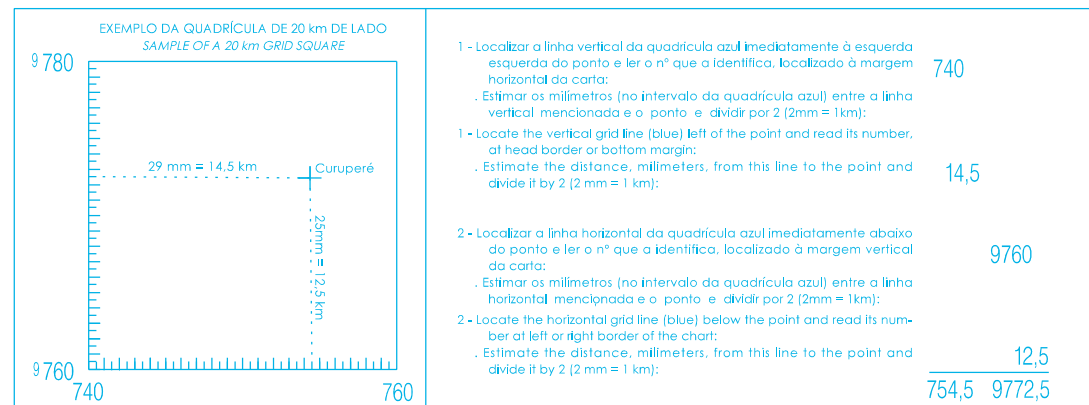 EXEMPLO DA QUADRÍCULA DE 20 km DE LADO
SAMPLE OF A 20 km GRID SQUARE
9 780
29 mm = 14,5 km
Curuperé
25mm = 12,5 km
9 760
740
760
1 - Localizar a linha vertical da quadricula azul imediatamente à esquerda
esquerda do ponto e ler o nº que a identifica, localizado à margem
horizontal da carta:
740
. Estimar os milimetros (no intervalo da quadrícula azul) entre a linha
vertical mencionada e o ponto e dividir por 2 (2mm = 1km):
1 - Locate the vertical grid line (blue) left of the point and read its number,
at head border or bottom margin:
. Estimate the distance, milimeters, from this line to the point and
divide it by 2 (2 mm = 1 km):
14,5
2 - Localizar a linha horizontal da quadrícula azul imediatamente abaixo
do ponto e ler o nº que a identifica, localizado à margem vertical
da carta:
9760
. Estimar os milimetros (no intervalo da quadrícula azul) entre a linha
horizontal mencionada e o ponto e dividir por 2 (2mm = 1km):
2 - Locate the horizontal grid line (blue) below the point and read its num-
ber at left or right border of the chart:
. Estimate the distance, milimeters, from this line to the point and
divide it by 2 (2 mm = 1 km):
12,5
754,5 9772,5